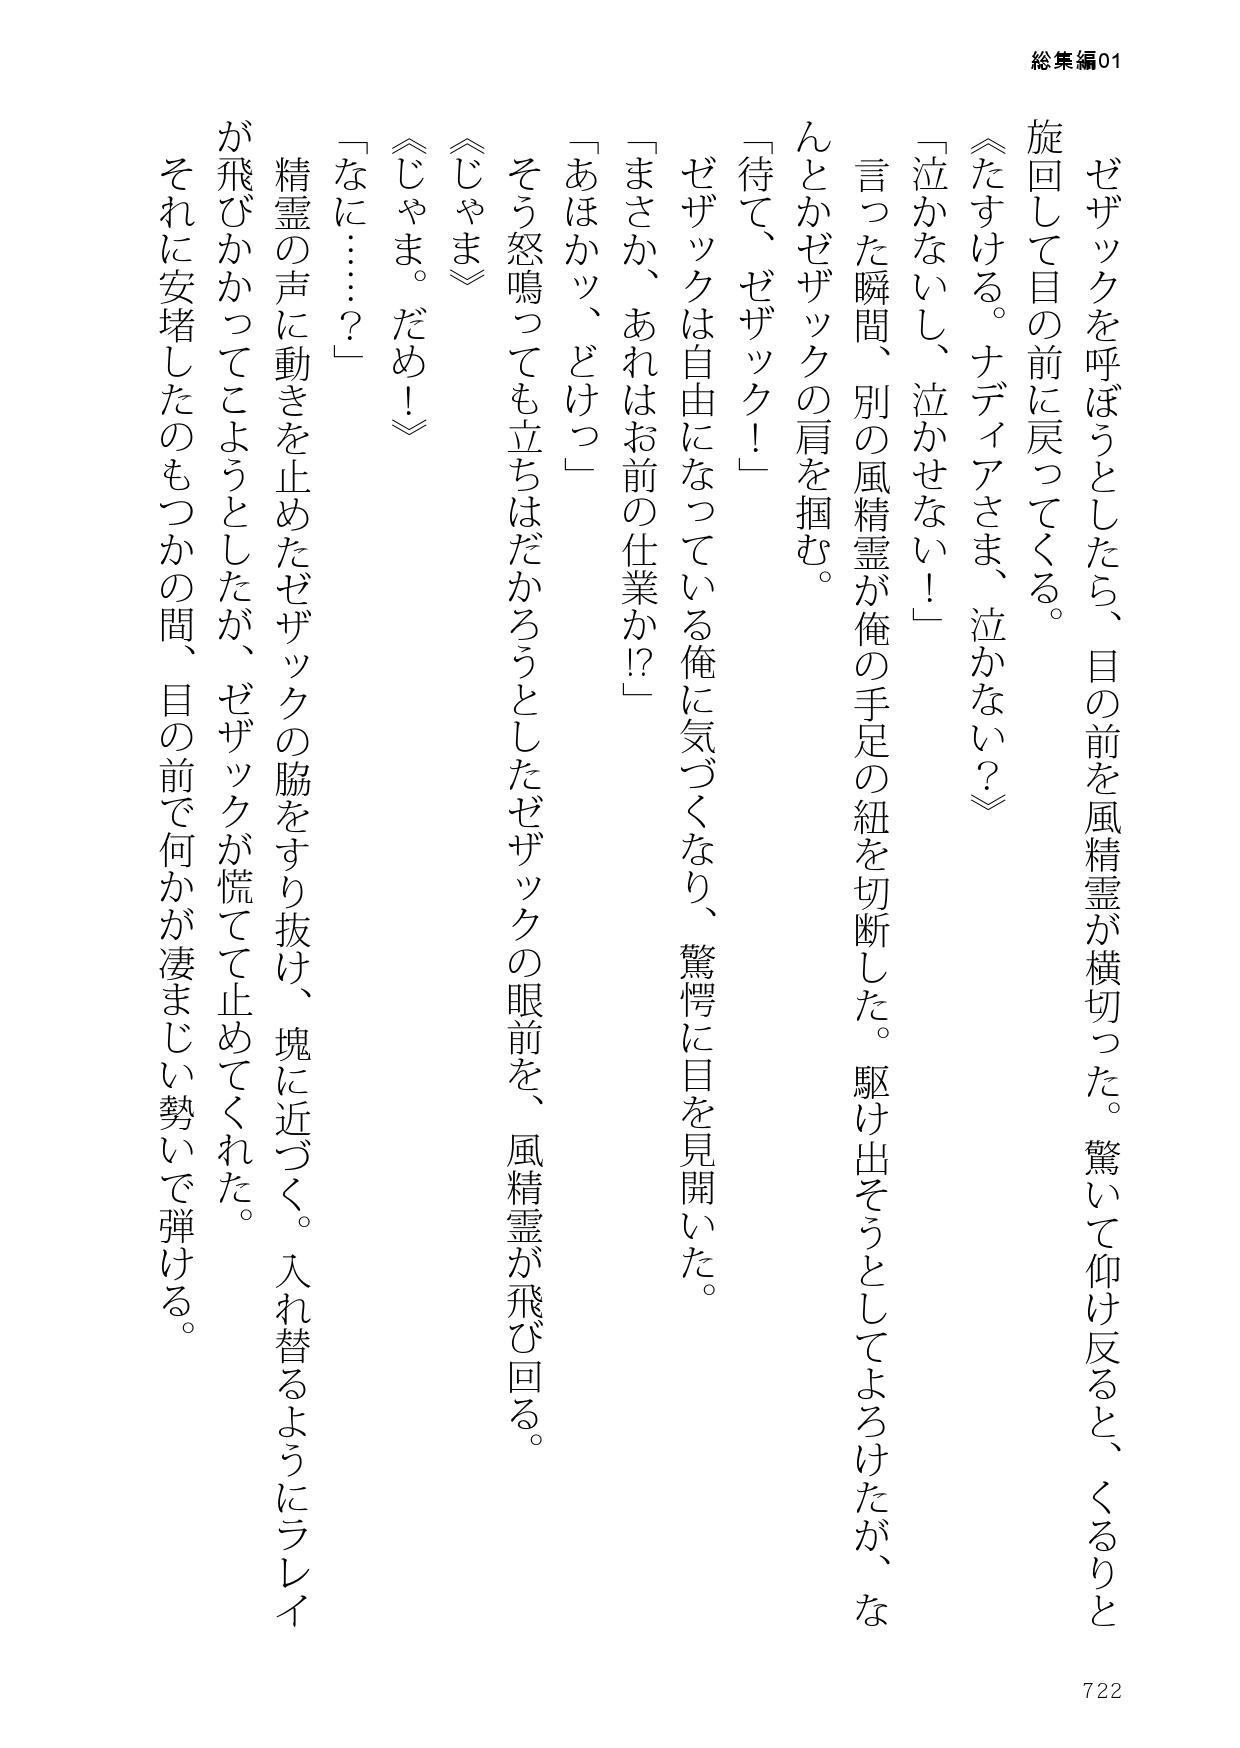 総集編01
ゼザックを呼ぼうとしたら、目の前を風精霊が横切った。驚いて仰け反ると、くるりと
旋回して目の前に戻ってくる。
《たすける。ナディアさま、泣かない？》
「泣かないし、泣かせない！」
言った瞬間、別の風精霊が俺の手足の紐を切断した。駆け出そうとしてよろけたが、な
んとかゼザックの肩を掴む。
「待て、ゼザック！」
ゼザックは自由になっている俺に気づくなり、驚愕に目を見開いた。
「まさか、あれはお前の仕業か!?」
「あほかッ、どけっ」
そう怒鳴っても立ちはだかろうとしたゼザックの眼前を、風精霊が飛び回る。
《じゃま》
《じゃま。だめ！》
「なに……？」
精霊の声に動きを止めたゼザックの脇をすり抜け、塊に近づく。入れ替るようにラレイ
が飛びかかってこようとしたが、ゼザックが慌てて止めてくれた。
それに安堵したのもつかの間、目の前で何かが凄まじい勢いで弾ける。
722